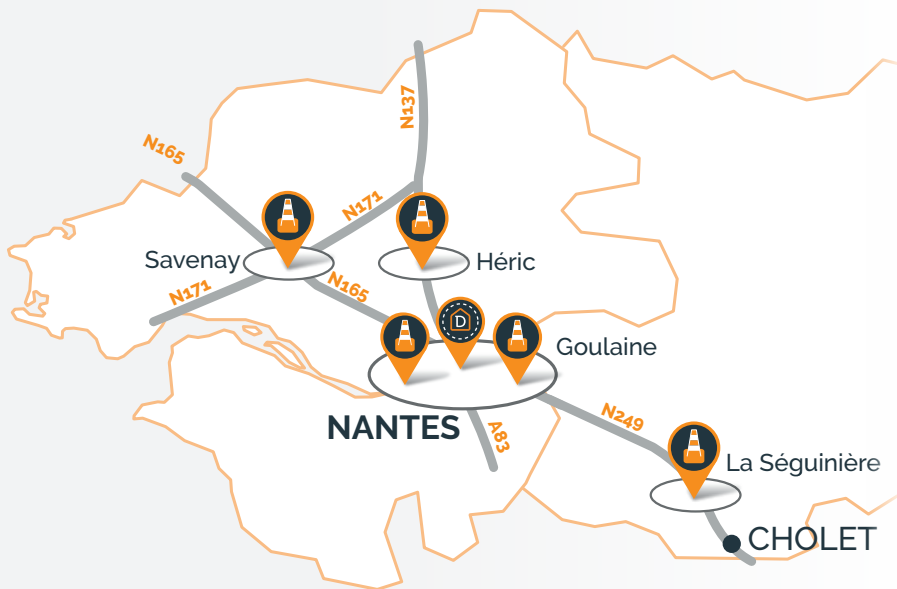 N137
N165
N171
Savenay
Héric
N171
N165
D
Goulaine
NANTES
A83
N249
La Séguinière
CHOLET